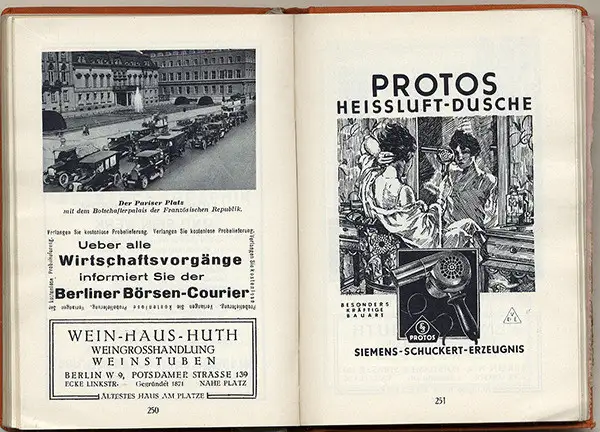 Der Pariser Platz
mit dem Botschafterpalais der Französischen Republik.
Verlangen Sie kostenlose Probelieferung. Verlangen Sie kostenlose Probelieferung.
Ueber alle
Wirtschaftsvorgänge
informiert Sie der
Berliner Börsen-Courier
WEIN-HAUS-HUTH
WEINGROSSHANDLUNG
WEINSTUBEN
BERLIN W 9, POTSDAMER STRASSE 139
ECKE LINKSTR. – Gegründet 1871 NÄHE PLATZ
ÄLTESTES HAUS AM PLATZE
250
PROTOS
HEISSLUFT-DUSCHE
BESONDERS
KRÄFTIGE
BAUART
PROTOS
SIEMENS-SCHUCKERT-ERZEUGNIS
251